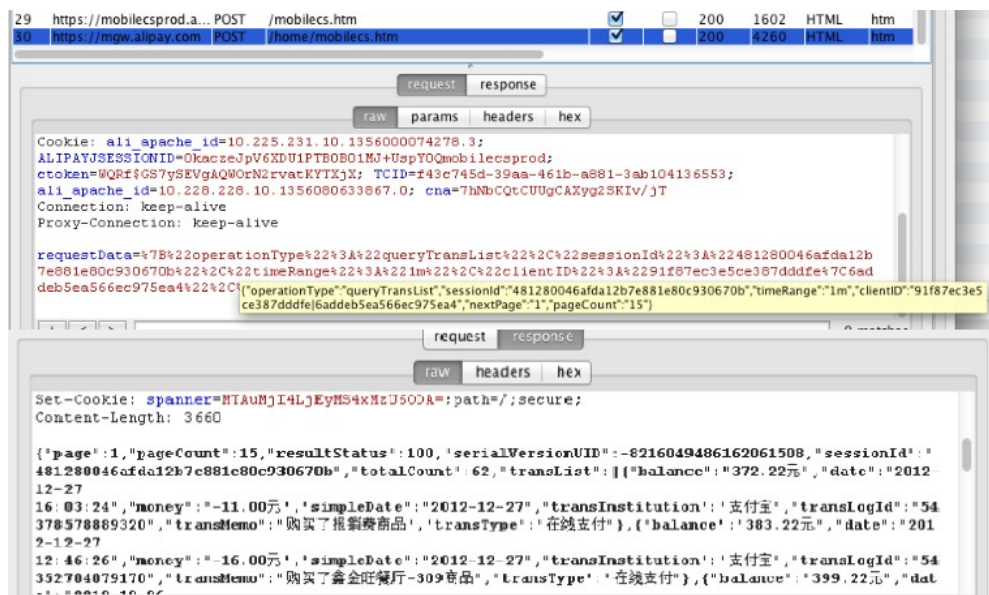 29 https://mobilecsprod.a... POST /mobilecs.htm 200 1602 HTML htm
30 https://mgw.alipay.com POST /home/mobilecs.htm 200 4260 HTML htm
request response
raw params headers hex
Cookie: ali_apache_id=10.225.231.10.1356000074278.3;
ALIPAYJSESSIONID=0kaczeJpV6XDU1PTB0BO1MJ+UspY0Qmobilecsprod;
ctoken=WQRf$GS7ySEVgAQWOrN2rvatKYTXjX; TCID=f43c745d-39aa-461b-a881-3ab104136553;
ali_apache_id=10.228.228.10.1356080633867.0; cna=7hNbCQtCUUgCAXyg2SKIv/jT
Connection: keep-alive
Proxy-Connection: keep-alive
requestData=%7B%22operationType%22%3A%22queryTransList%22%2C%22sessionId%22%3A%22481280046afda12b
7e881e80c930670b%22%2C%22timeRange%22%3A%221m%22%2C%22clientID%22%3A%2291f87ec3e5ce387dddfe%7C6ad
deb5ea566ec975ea4%22%2C%
{"operationType":"queryTransList","sessionId":"481280046afda12b7e881e80c930670b","timeRange":"1m","clientID":"91f87ec3e5
ce387dddfe|6addeb5ea566ec975ea4","nextPage":"1","pageCount":"15"}
request response
raw headers hex
Set-Cookie: spanner=MTAuMjI4LjEyMS4xMzU6ODA=;path=/;secure;
Content-Length: 3660
{"page":1,"pageCount":15,"resultStatus":100,"serialVersionUID":-8216049486162061508,"sessionId":"
481280046afda12b7e881e80c930670b","totalCount":62,"transList":[{"balance":"372.22元","date":"2012-
12-27
16:03:24","money":"-11.00元","simpleDate":"2012-12-27","transInstitution":"支付宝","transLogId":"54
378578889320","transMemo":"购买了报销费商品","transType":"在线支付"},{"balance":"383.22元","date":"201
2-12-27
12:46:26","money":"-16.00元","simpleDate":"2012-12-27","transInstitution":"支付宝","transLogId":"54
352704079170","transMemo":"购买了鑫金旺餐厅-309商品","transType":"在线支付"},{"balance":"399.22元","dat